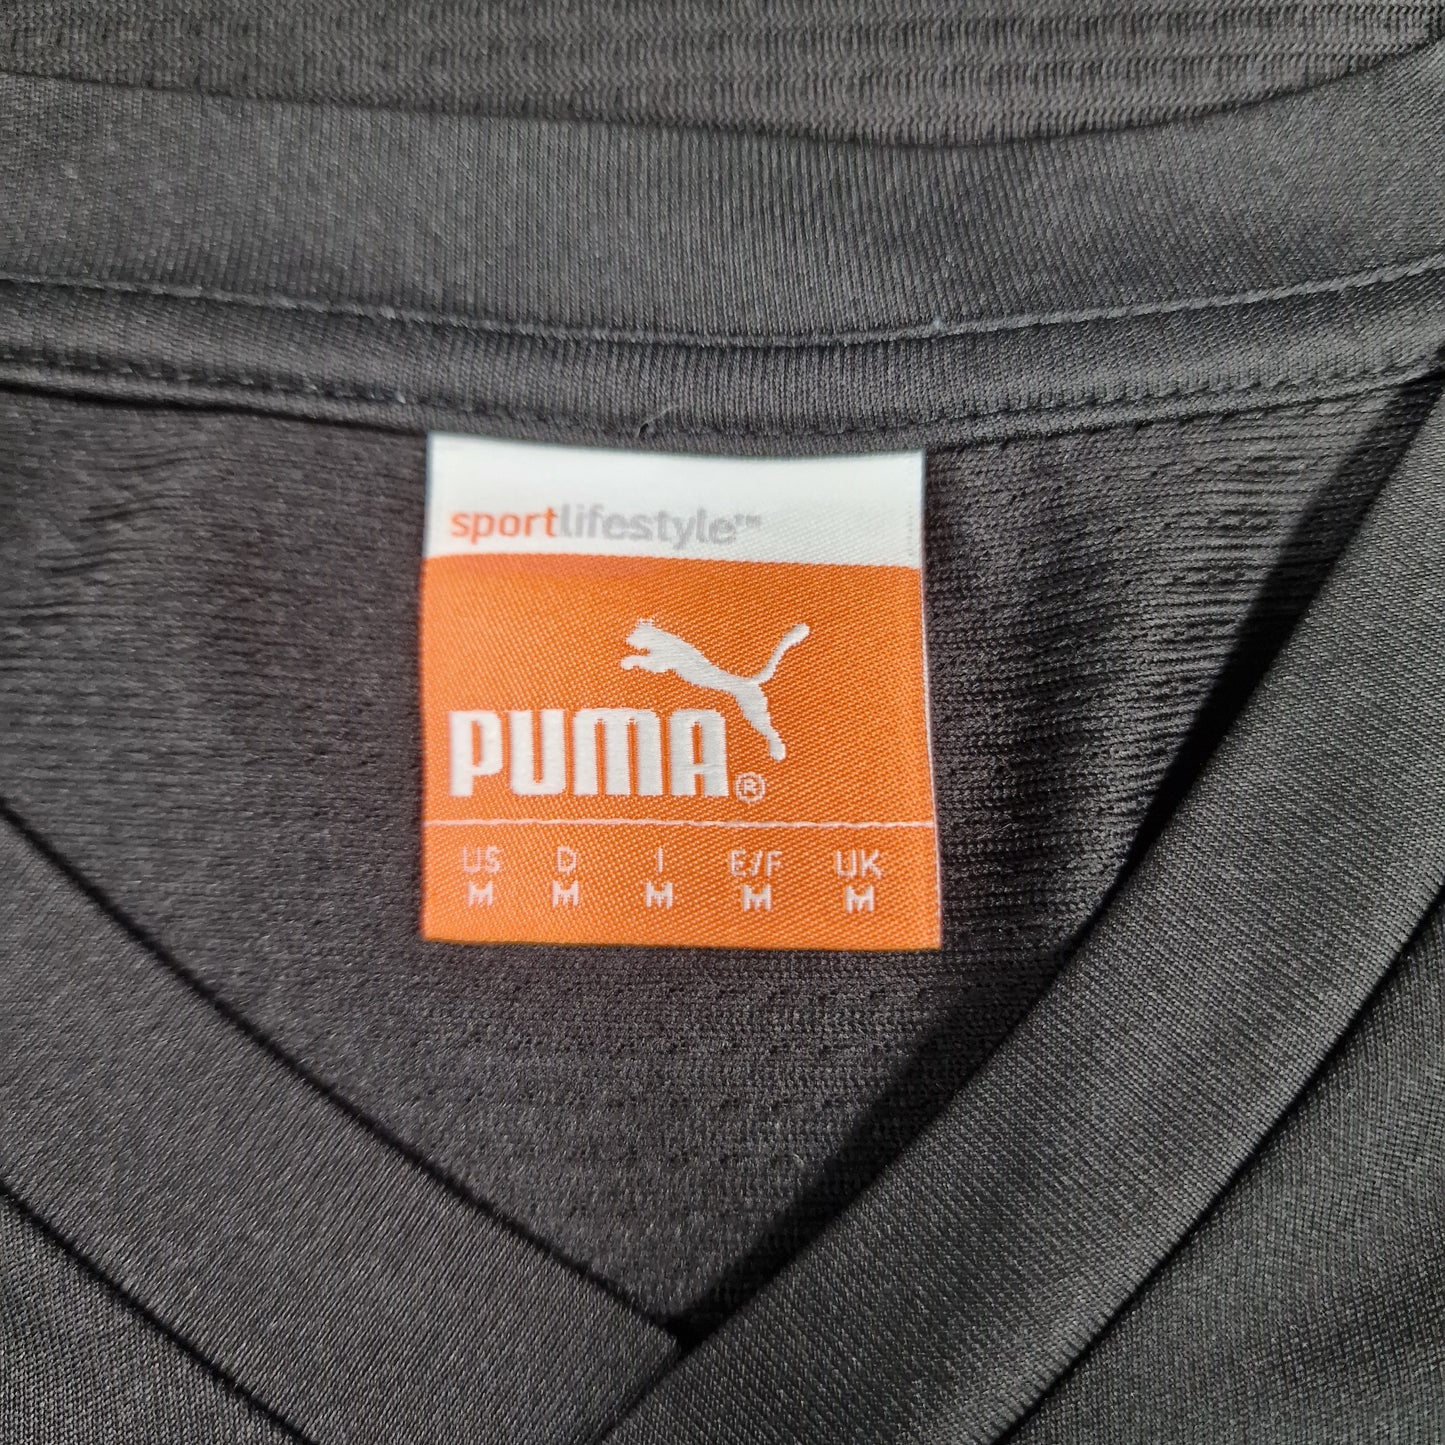 sportlifestyle™
PUMA®
US D I E/F UK
M M M M M